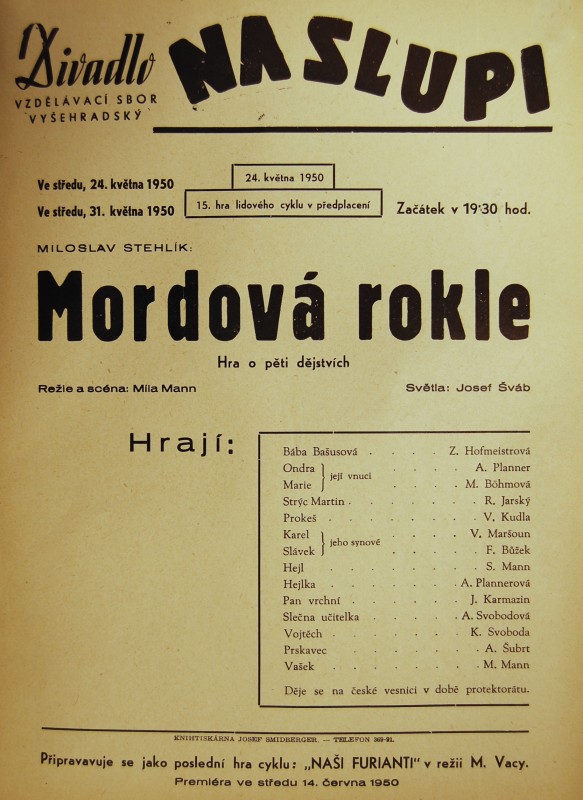 Divadlo NA SLUPI
VZDĚLÁVACÍ SBOR
VYŠEHRADSKÝ
Ve středu, 24. května 1950
24. května 1950
Ve středu, 31. května 1950
15. hra lidového cyklu v předplacení
Začátek v 19·30 hod.
MILOSLAV STEHLÍK:
Mordová rokle
Hra o pěti dějstvích
Režie a scéna: Míla Mann
Světla: Josef Šváb
Hrají:
Bába Bašusová . . . . Z. Hofmeistrová
Ondra } její vnuci . . . . A. Planner
Marie } . . . . M. Böhmová
Strýc Martin . . . . . . . R. Jarský
Prokeš . . . . . . . V. Kudla
Karel } jeho synové . . . . V. Maršoun
Slávek } . . . . F. Bůžek
Hejl . . . . . . . S. Mann
Hejlka . . . . . . . A. Plannerová
Pan vrchní . . . . . . J. Karmazin
Slečna učitelka . . . . . A. Svobodová
Vojtěch . . . . . . . K. Svoboda
Prskavec . . . . . . . A. Šubrt
Vašek . . . . . . . M. Mann
Děje se na české vesnici v době protektorátu.
KNIHTISKÁRNA JOSEF SMIDBERGER. — TELEFON 369-91.
Připravavuje se jako poslední hra cyklu: „NAŠI FURIANTI" v režii M. Vacy.
Premiéra ve středu 14. června 1950